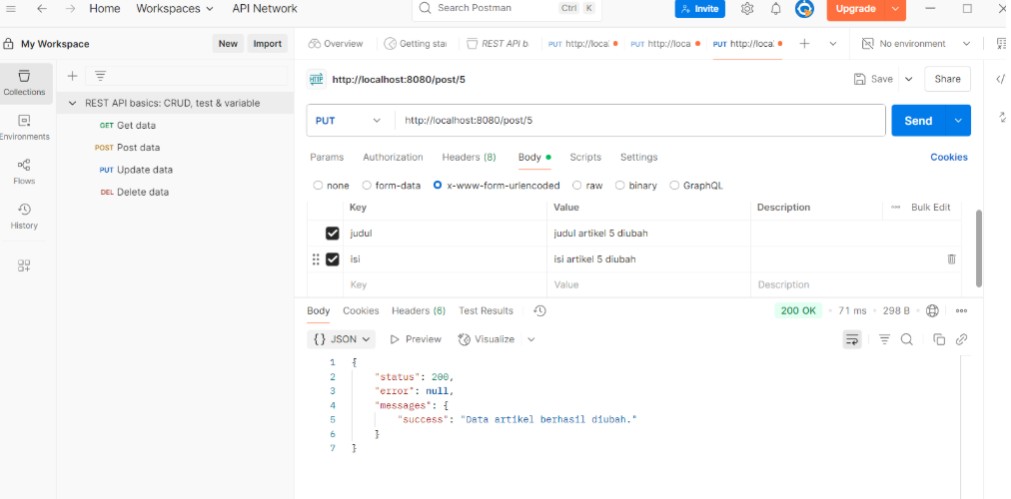 Home Workspaces API Network Search Postman Ctrl K Invite Upgrade
My Workspace New Import Overview Getting sta REST API b PUT http://loca PUT http://loca PUT http://loca No environment
http://localhost:8080/post/5 Save Share
Collections
REST API basics: CRUD, test & variable
GET Get data
POST Post data
PUT Update data
DEL Delete data
Environments
Flows
History
PUT http://localhost:8080/post/5 Send
Params Authorization Headers (8) Body Scripts Settings Cookies
none form-data x-www-form-urlencoded raw binary GraphQL
Key Value Description Bulk Edit
judul judul artikel 5 diubah
isi isi artikel 5 diubah
Key Value Description
Body Cookies Headers (6) Test Results 200 OK 71 ms 298 B
{} JSON Preview Visualize
1 {
2 "status": 200,
3 "error": null,
4 "messages": {
5 "success": "Data artikel berhasil diubah."
6 }
7 }